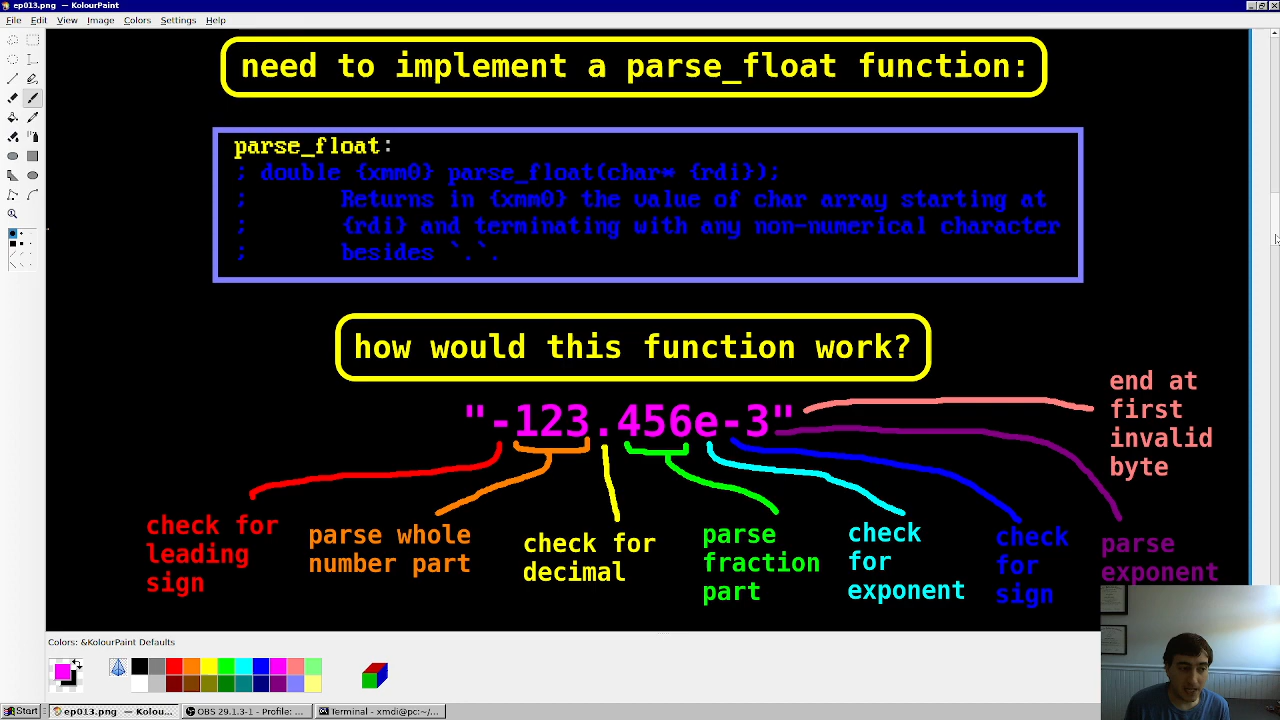 ep013.png — KolourPaint
File Edit View Image Colors Settings Help
need to implement a parse_float function:
parse_float:
; double {xmm0} parse_float(char* {rdi});
; Returns in {xmm0} the value of char array starting at
; {rdi} and terminating with any non-numerical character
; besides `.`.
how would this function work?
"-123.456e-3"
end at
first
invalid
byte
check for
leading
sign
parse whole
number part
check for
decimal
parse
fraction
part
check
for
exponent
check
for
sign
parse
exponent
Colors: &KolourPaint Defaults
Start ep013.png — Kolou... OBS 29.1.3-1 - Profile: ... Terminal - xmdi@pc:~/...